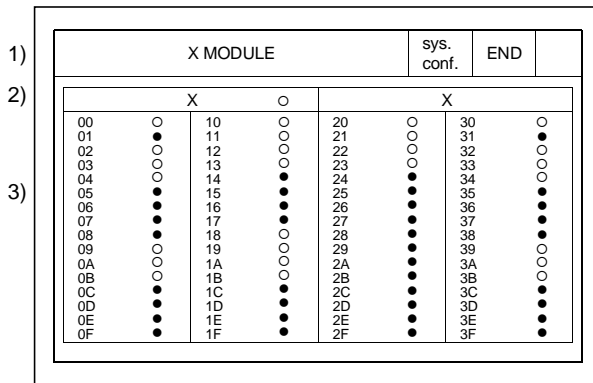 1) X MODULE sys. conf. END
2) X ○ X
00 ○ 10 ○ 20 ○ 30 ○
01 ● 11 ○ 21 ○ 31 ●
02 ○ 12 ○ 22 ○ 32 ○
03 ○ 13 ○ 23 ○ 33 ○
04 ○ 14 ● 24 ● 34 ○
3) 05 ● 15 ● 25 ● 35 ●
06 ● 16 ● 26 ● 36 ●
07 ● 17 ● 27 ● 37 ●
08 ● 18 ○ 28 ● 38 ●
09 ○ 19 ○ 29 ● 39 ○
0A ○ 1A ○ 2A ● 3A ○
0B ○ 1B ○ 2B ● 3B ○
0C ● 1C ● 2C ● 3C ●
0D ● 1D ● 2D ● 3D ●
0E ● 1E ● 2E ● 3E ●
0F ● 1F ● 2F ● 3F ●